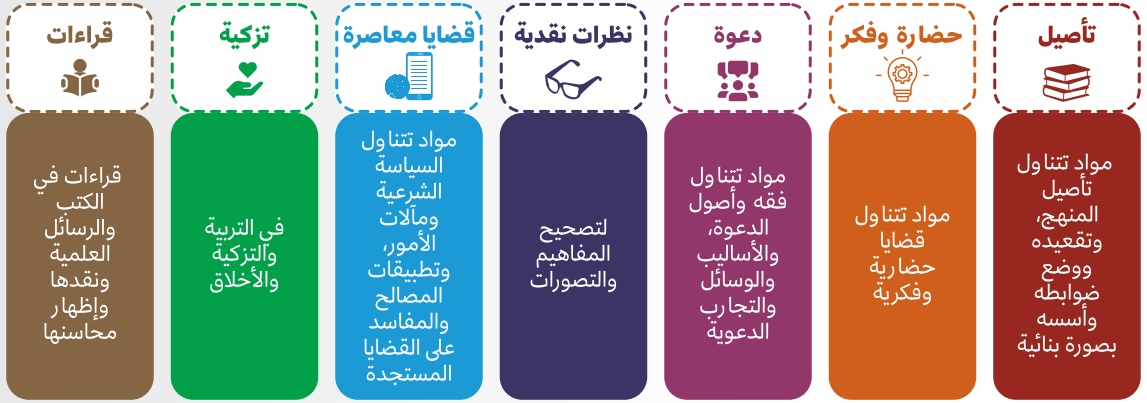 تأصيل
مواد تتناول
تأصيل
المنهج،
وتقعيده
ووضع
ضوابطه
وأسسه
بصورة بنائية
حضارة وفكر
مواد تتناول
قضايا
حضارية
وفكرية
دعوة
مواد تتناول
فقه وأصول
الدعوة،
والأساليب
والوسائل
والتجارب
الدعوية
نظرات نقدية
لتصحيح
المفاهيم
والتصورات
قضايا معاصرة
مواد تتناول
السياسة
الشرعية
ومآلات
الأمور،
وتطبيقات
المصالح
والمفاسد
على القضايا
المستجدة
تزكية
في التربية
والتزكية
والأخلاق
قراءات
قراءات في
الكتب
والرسائل
العلمية
ونقدها
وإظهار
محاسنها